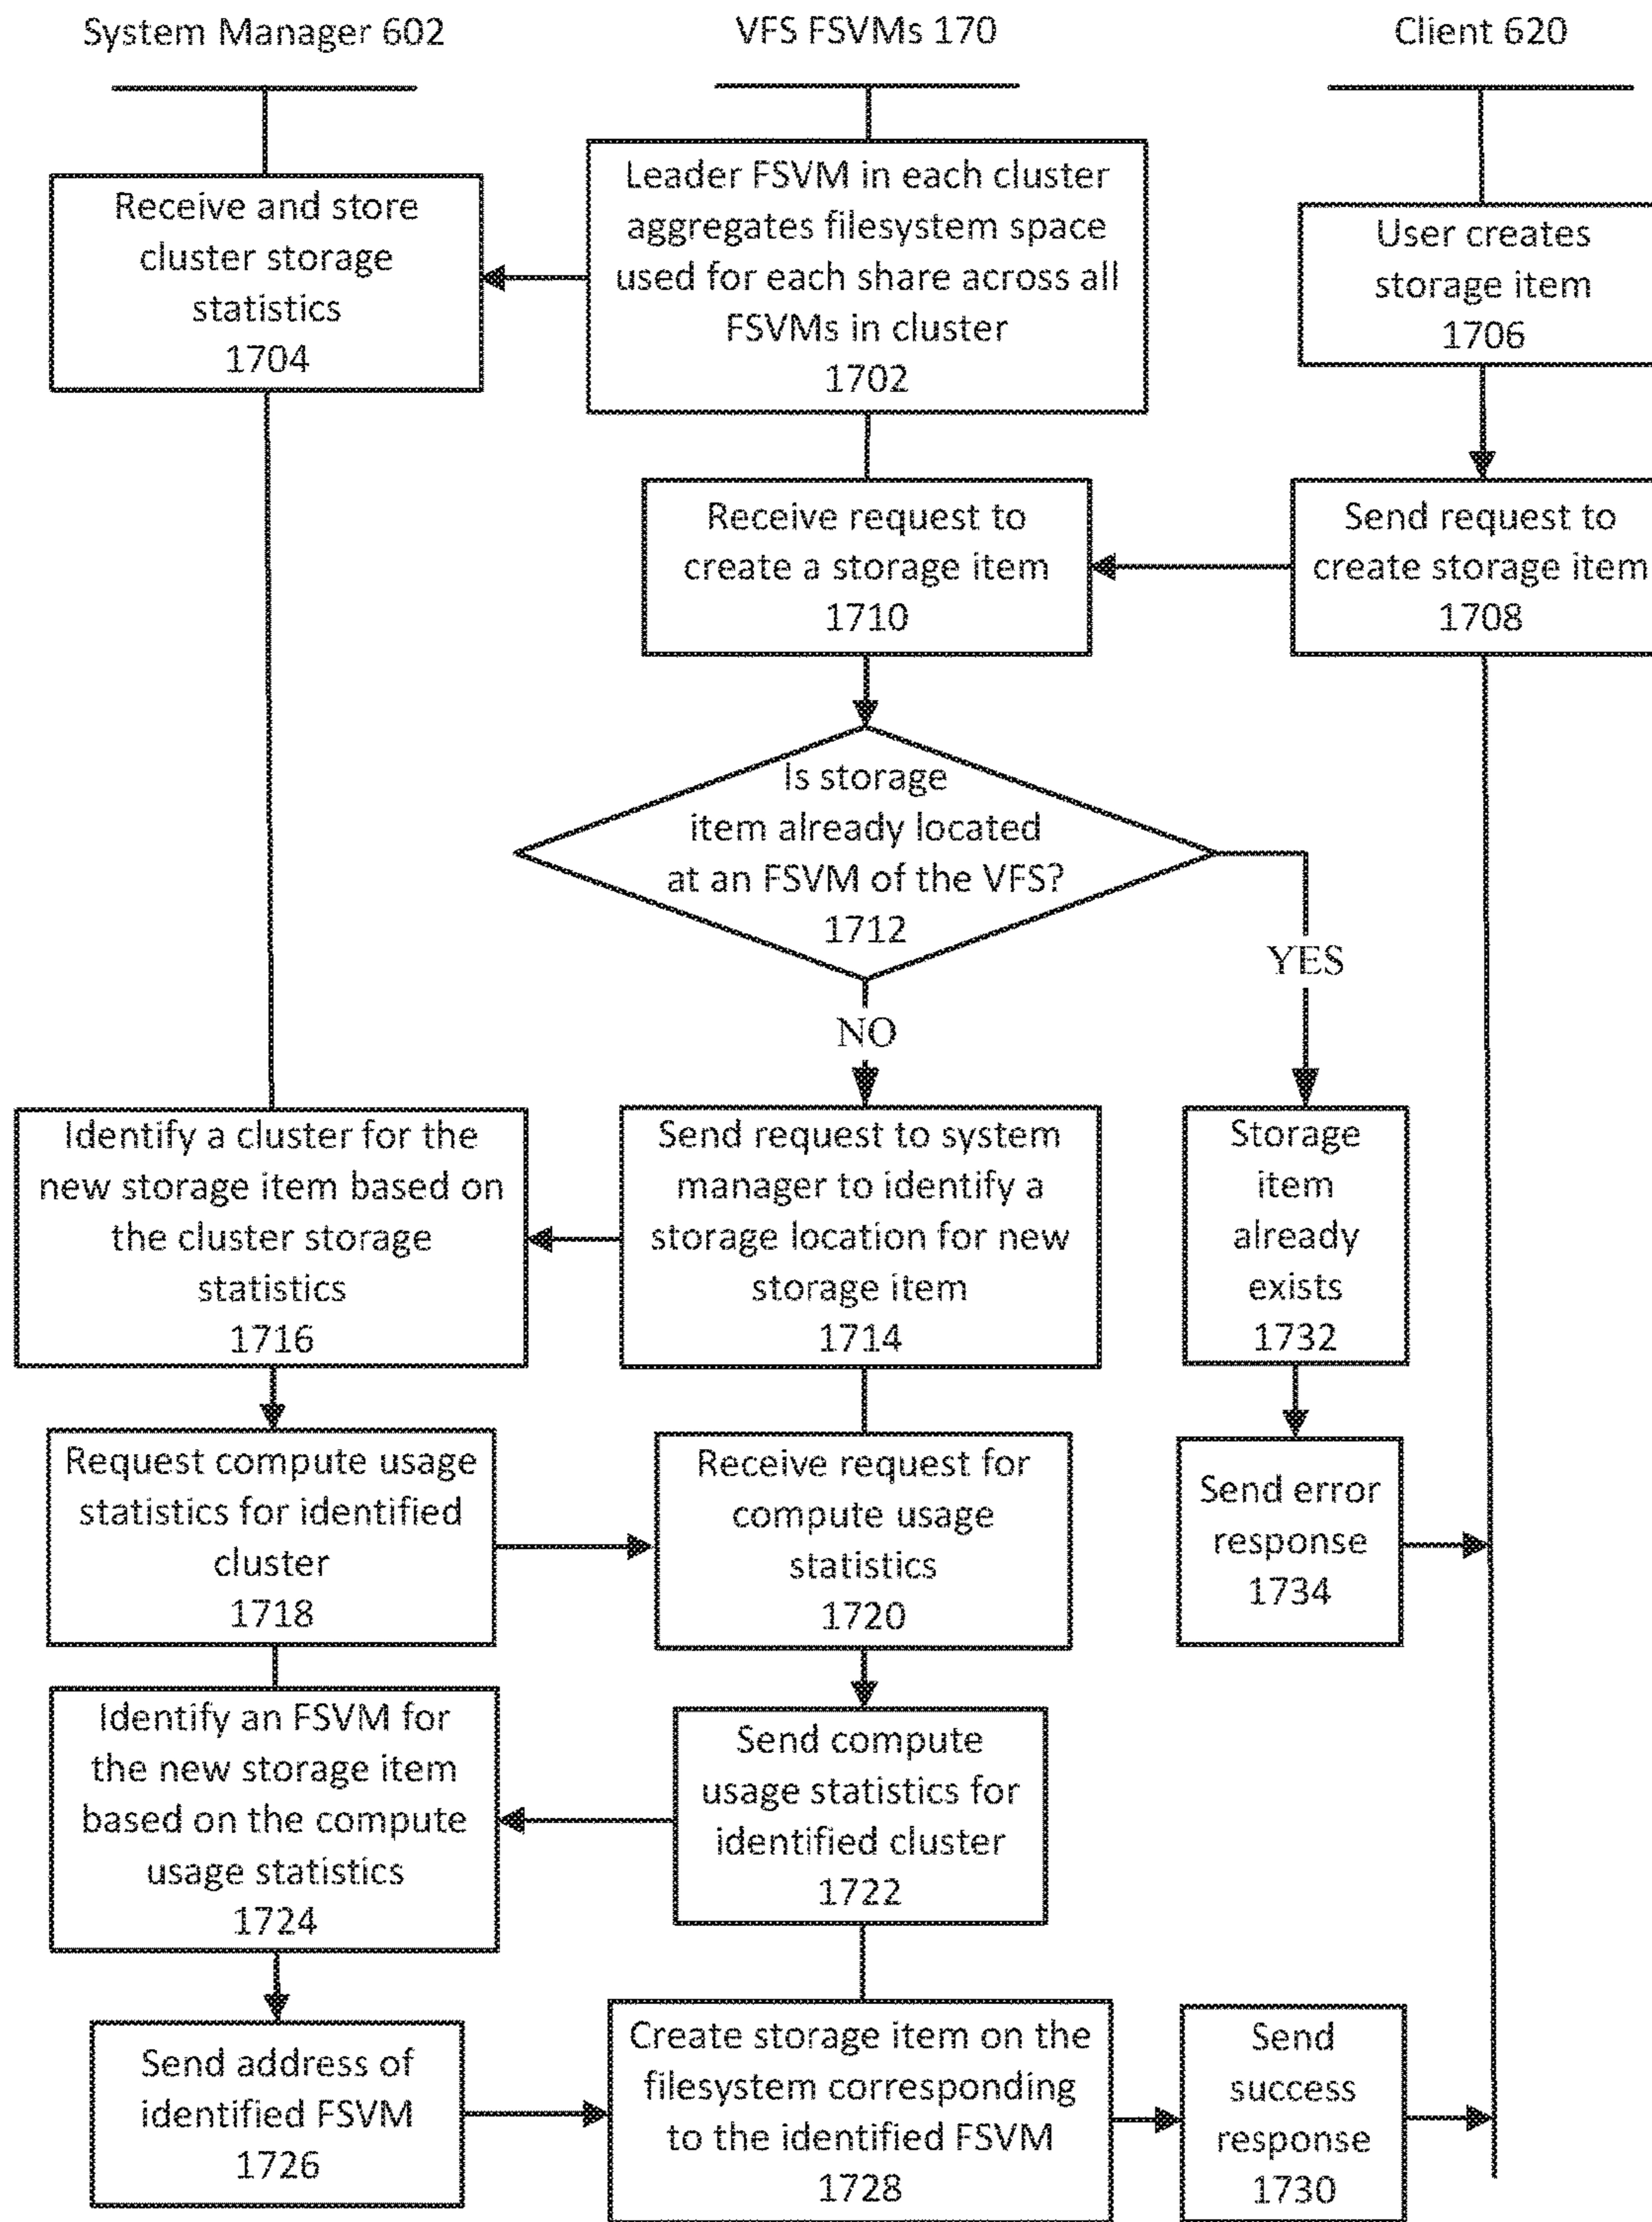 System Manager 602
VFS FSVMs 170
Client 620
Leader FSVM in each cluster
aggregates filesystem space
used for each share across all
FSVMs in cluster
1702
Receive and store
cluster storage
statistics
1704
User creates
storage item
1706
Send request to
create storage item
1708
Receive request to
create a storage item
1710
Is storage
item already located
at an FSVM of the VFS?
1712
YES
NO
Identify a cluster for the
new storage item based on
the cluster storage
statistics
1716
Send request to system
manager to identify a
storage location for new
storage item
1714
Storage
item
already
exists
1732
Request compute usage
statistics for identified
cluster
1718
Receive request for
compute usage
statistics
1720
Send error
response
1734
Identify an FSVM for
the new storage item
based on the compute
usage statistics
1724
Send compute
usage statistics for
identified cluster
1722
Send address of
identified FSVM
1726
Create storage item on the
filesystem corresponding
to the identified FSVM
1728
Send
success
response
1730